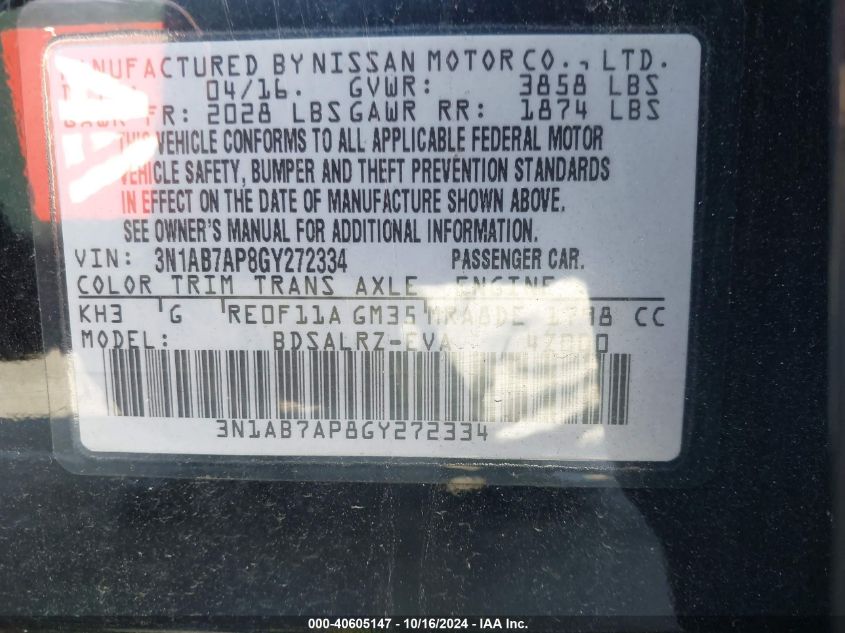 MANUFACTURED BY NISSAN MOTOR CO., LTD.
04/16. GVWR: 3858 LBS
GAWR FR: 2028 LBS GAWR RR: 1874 LBS
THIS VEHICLE CONFORMS TO ALL APPLICABLE FEDERAL MOTOR
VEHICLE SAFETY, BUMPER AND THEFT PREVENTION STANDARDS
IN EFFECT ON THE DATE OF MANUFACTURE SHOWN ABOVE.
SEE OWNER'S MANUAL FOR ADDITIONAL INFORMATION.
VIN: 3N1AB7AP8GY272334 PASSENGER CAR.
COLOR TRIM TRANS AXLE ENGINE
KH3 G RE0F11A GM35 MRA8DE 1798 CC
MODEL: BDSALRZ-EVA
3N1AB7AP8GY272334
000-40605147 - 10/16/2024 - IAA Inc.